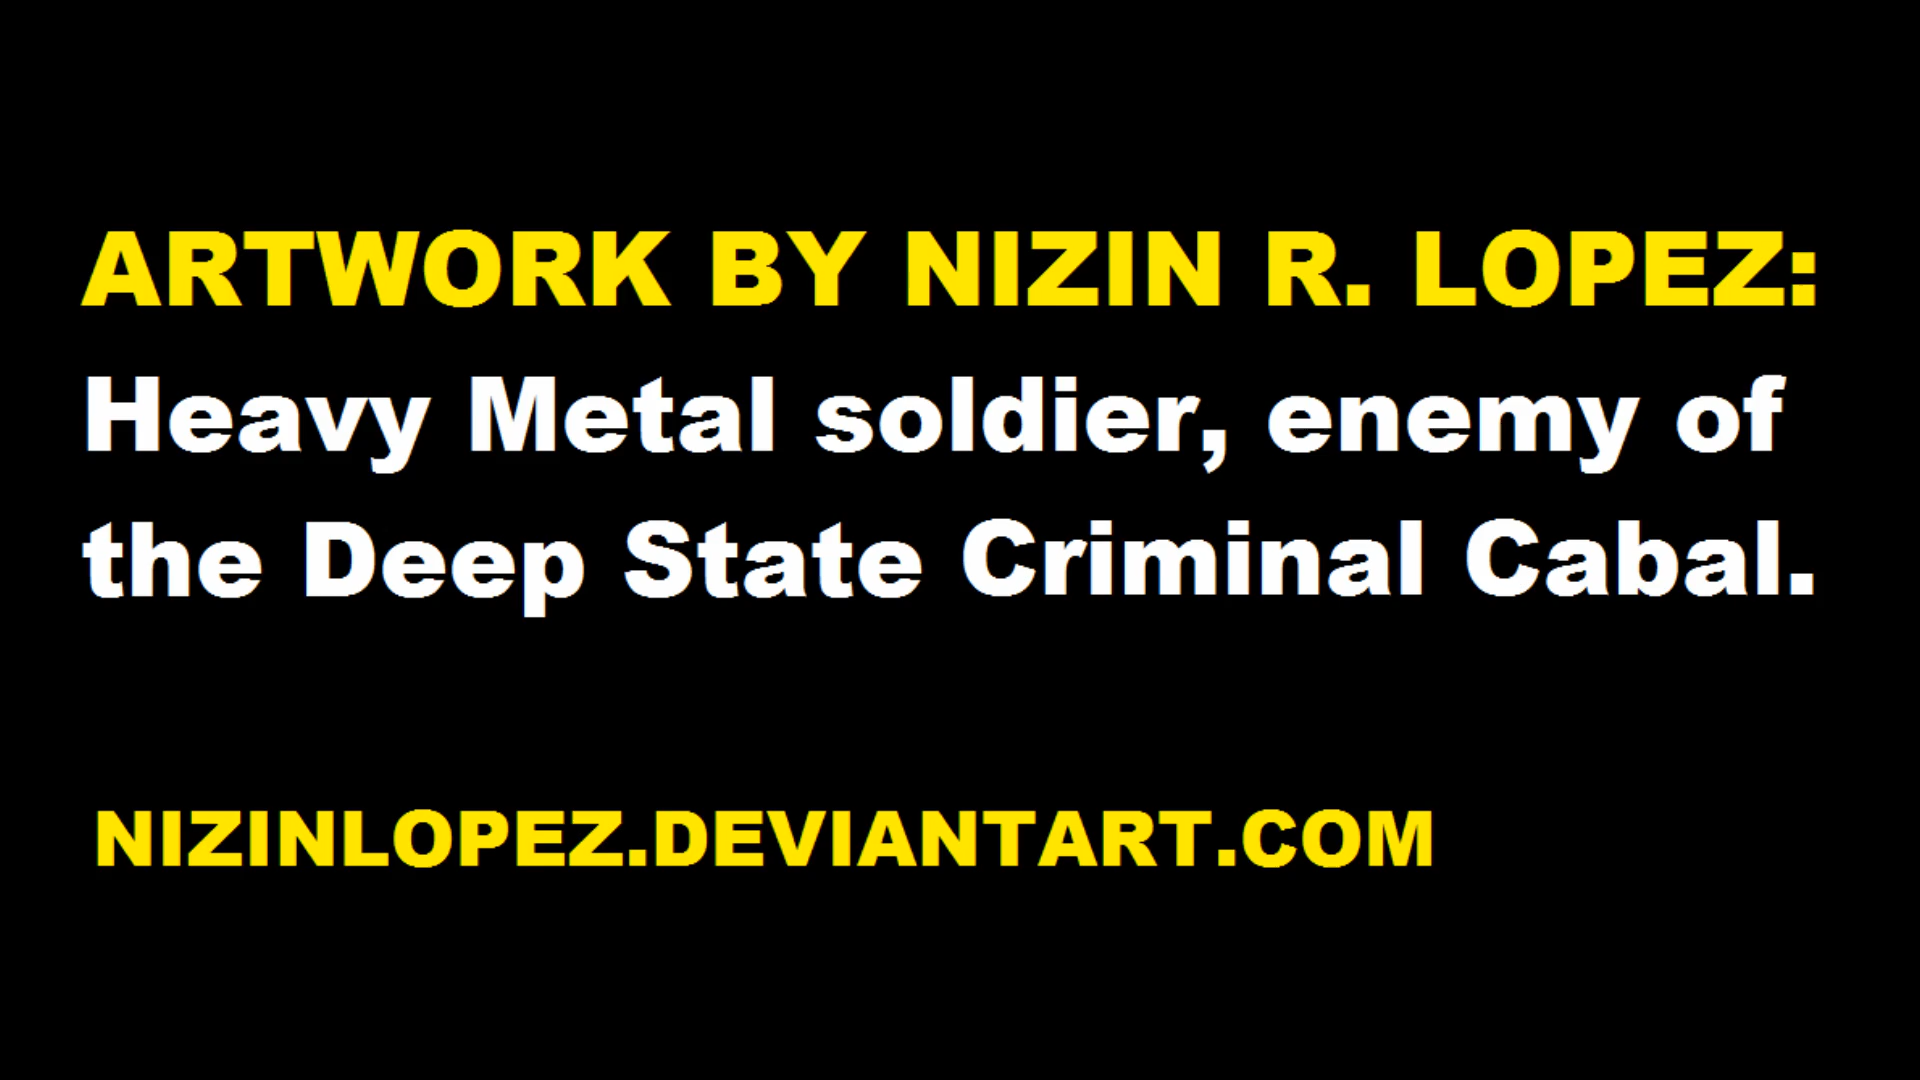 ARTWORK BY NIZIN R. LOPEZ:
Heavy Metal soldier, enemy of
the Deep State Criminal Cabal.
NIZINLOPEZ.DEVIANTART.COM